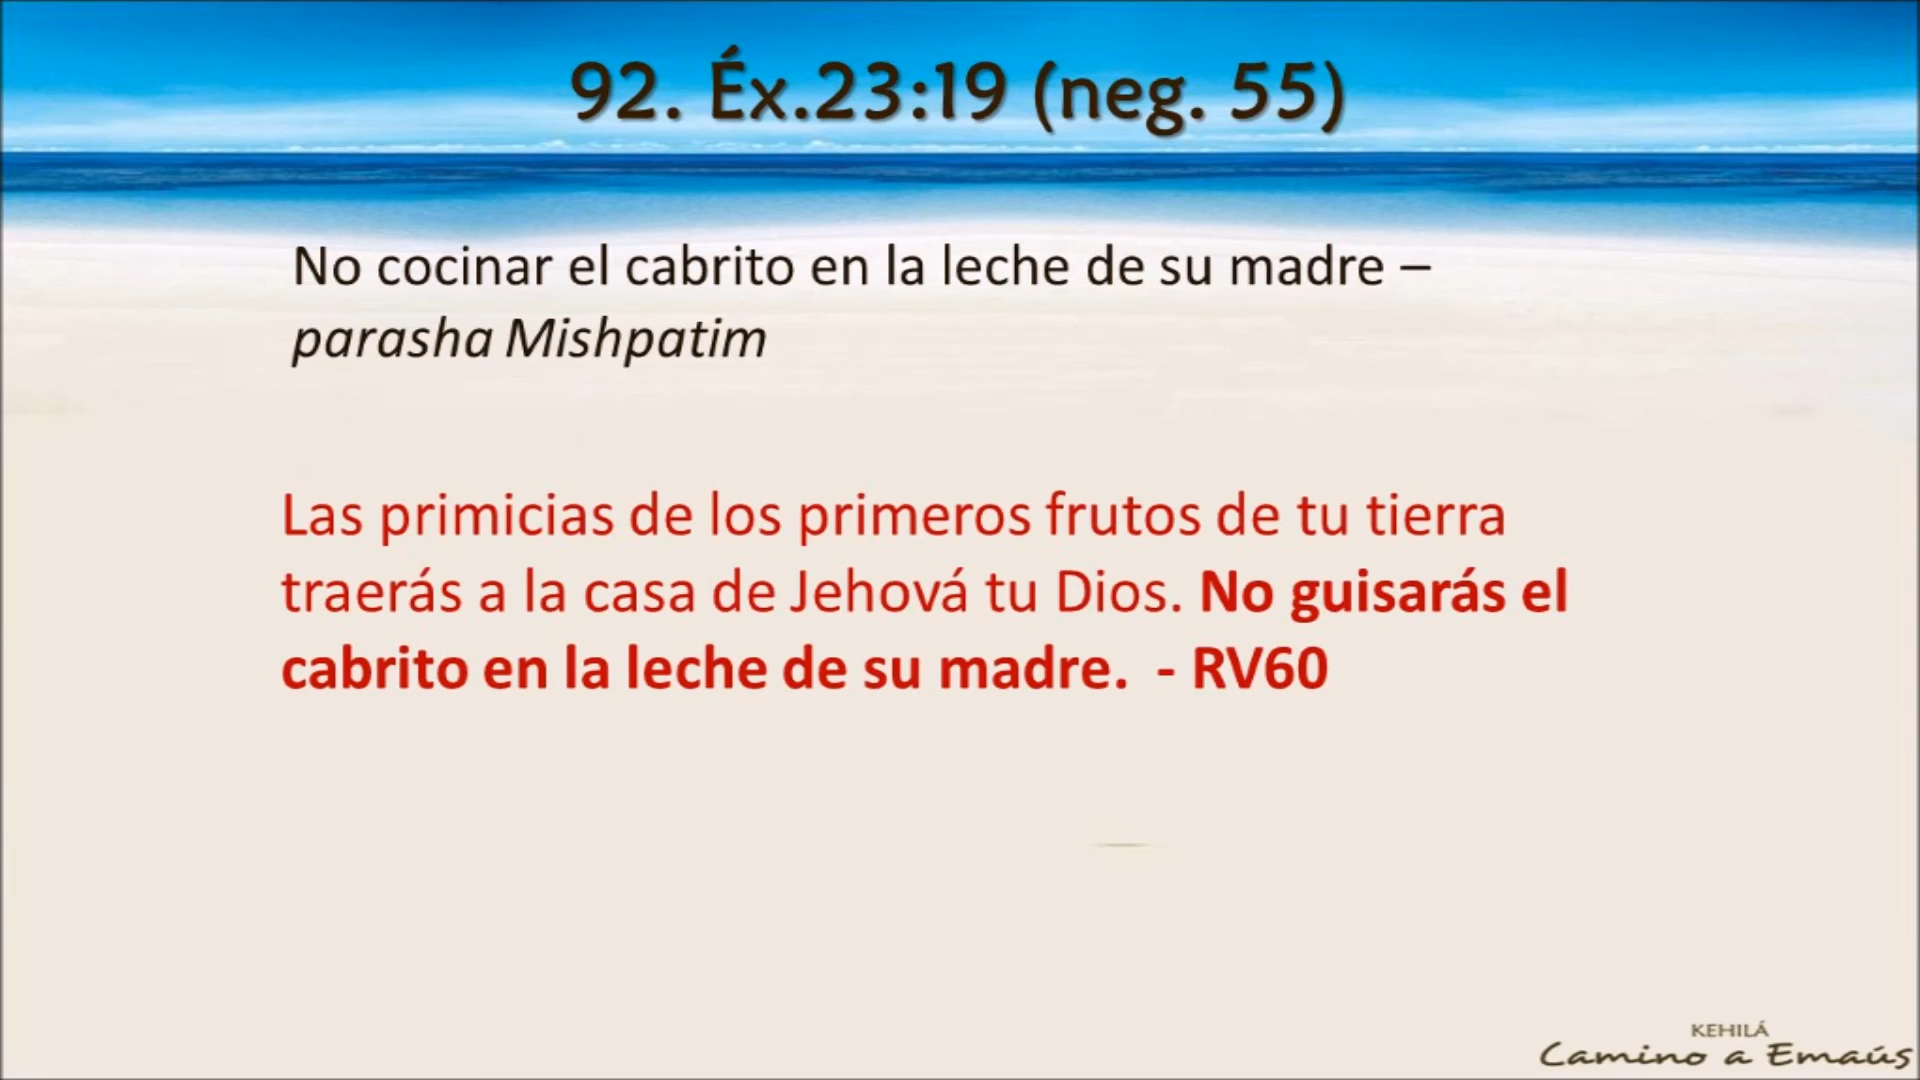 92. Éx.23:19 (neg. 55)
No cocinar el cabrito en la leche de su madre –
parasha Mishpatim
Las primicias de los primeros frutos de tu tierra
traerás a la casa de Jehová tu Dios. No guisarás el
cabrito en la leche de su madre.  - RV60
KEHILÁ
Camino a Emaús